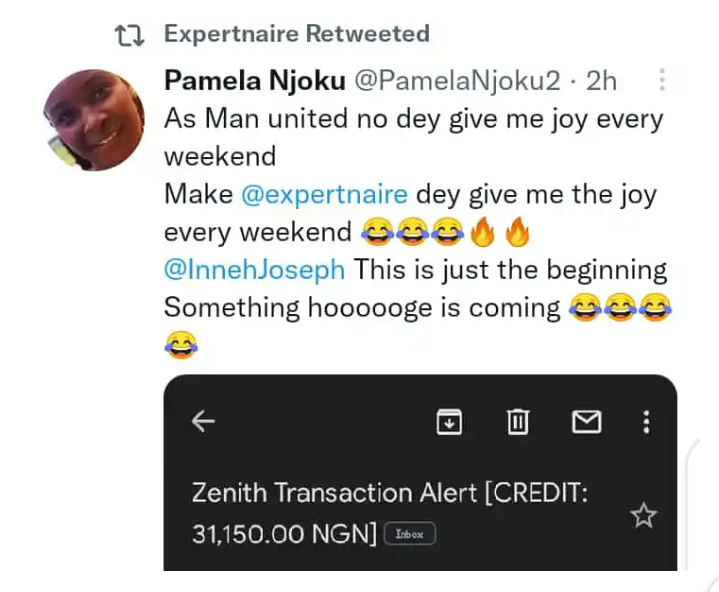 Expertnaire Retweeted
Pamela Njoku @PamelaNjoku2 · 2h
As Man united no dey give me joy every
weekend
Make @expertnaire dey give me the joy
every weekend 😂😂😂🔥🔥
@InnehJoseph This is just the beginning
Something hoooooge is coming 😂😂😂
😂
Zenith Transaction Alert [CREDIT:
31,150.00 NGN] Inbox